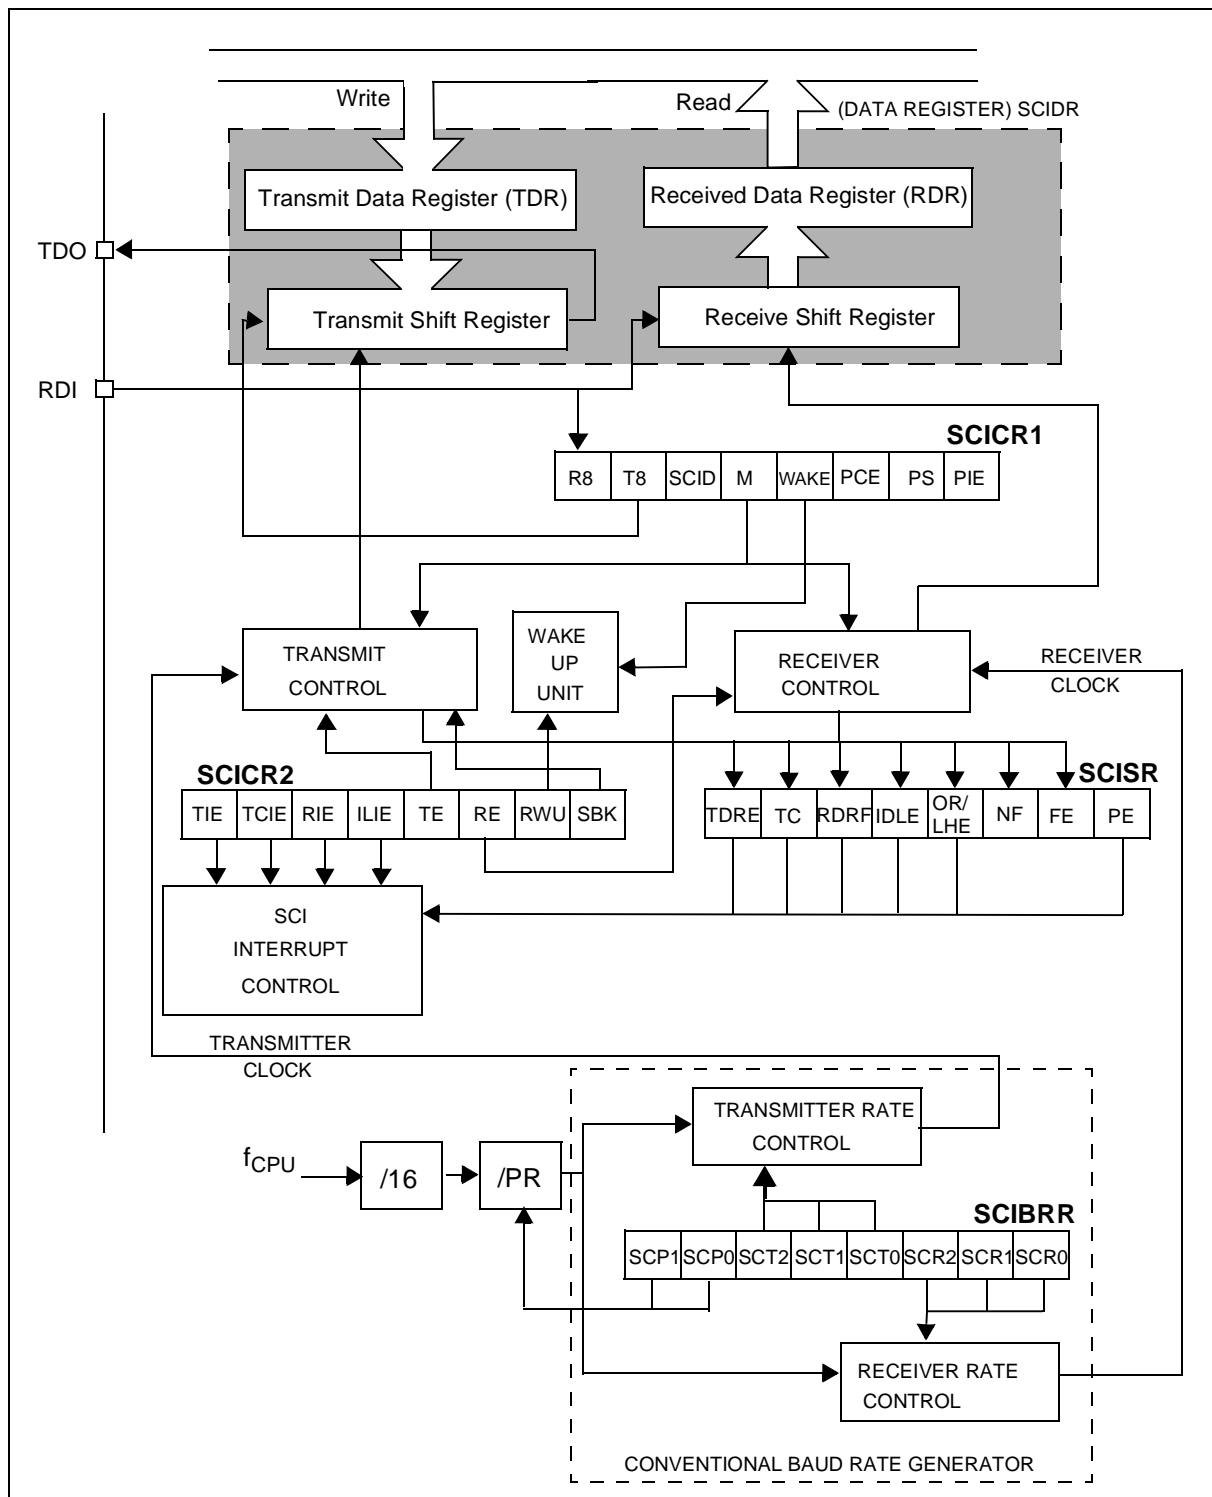 Write
Read
(DATA REGISTER) SCIDR
Transmit Data Register (TDR)
Received Data Register (RDR)
TDO
Transmit Shift Register
Receive Shift Register
RDI
SCICR1
R8 T8 SCID M WAKE PCE PS PIE
TRANSMIT
CONTROL
WAKE
UP
UNIT
RECEIVER
CONTROL
RECEIVER
CLOCK
SCICR2
TIE TCIE RIE ILIE TE RE RWU SBK
SCISR
TDRE TC RDRF IDLE OR/
LHE NF FE PE
SCI
INTERRUPT
CONTROL
TRANSMITTER
CLOCK
TRANSMITTER RATE
CONTROL
fCPU
/16
/PR
SCIBRR
SCP1 SCP0 SCT2 SCT1 SCT0 SCR2 SCR1 SCR0
RECEIVER RATE
CONTROL
CONVENTIONAL BAUD RATE GENERATOR